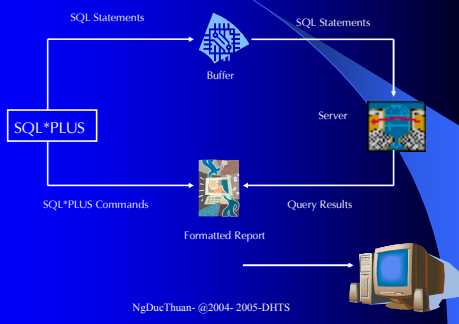 SQL Statements
SQL Statements
Buffer
Server
SQL*PLUS
SQL*PLUS Commands
Query Results
Formatted Report
NgDucThuan- @2004- 2005-DHTS